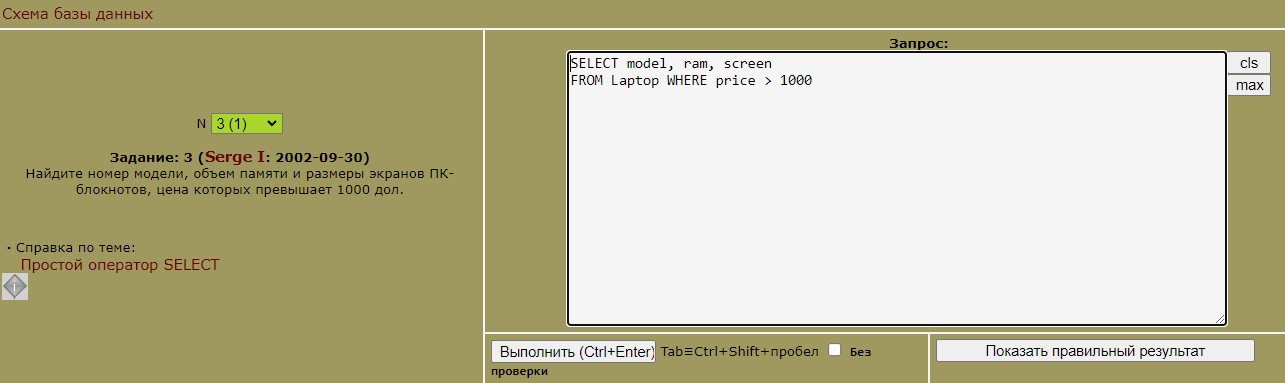 Схема базы данных
N 3 (1)
Задание: 3 (Serge I: 2002-09-30)
Найдите номер модели, объем памяти и размеры экранов ПК-
блокнотов, цена которых превышает 1000 дол.
· Справка по теме:
Простой оператор SELECT
Запрос:
SELECT model, ram, screen
FROM Laptop WHERE price > 1000
cls
max
Выполнить (Ctrl+Enter) Tab≡Ctrl+Shift+пробел Без
проверки
Показать правильный результат